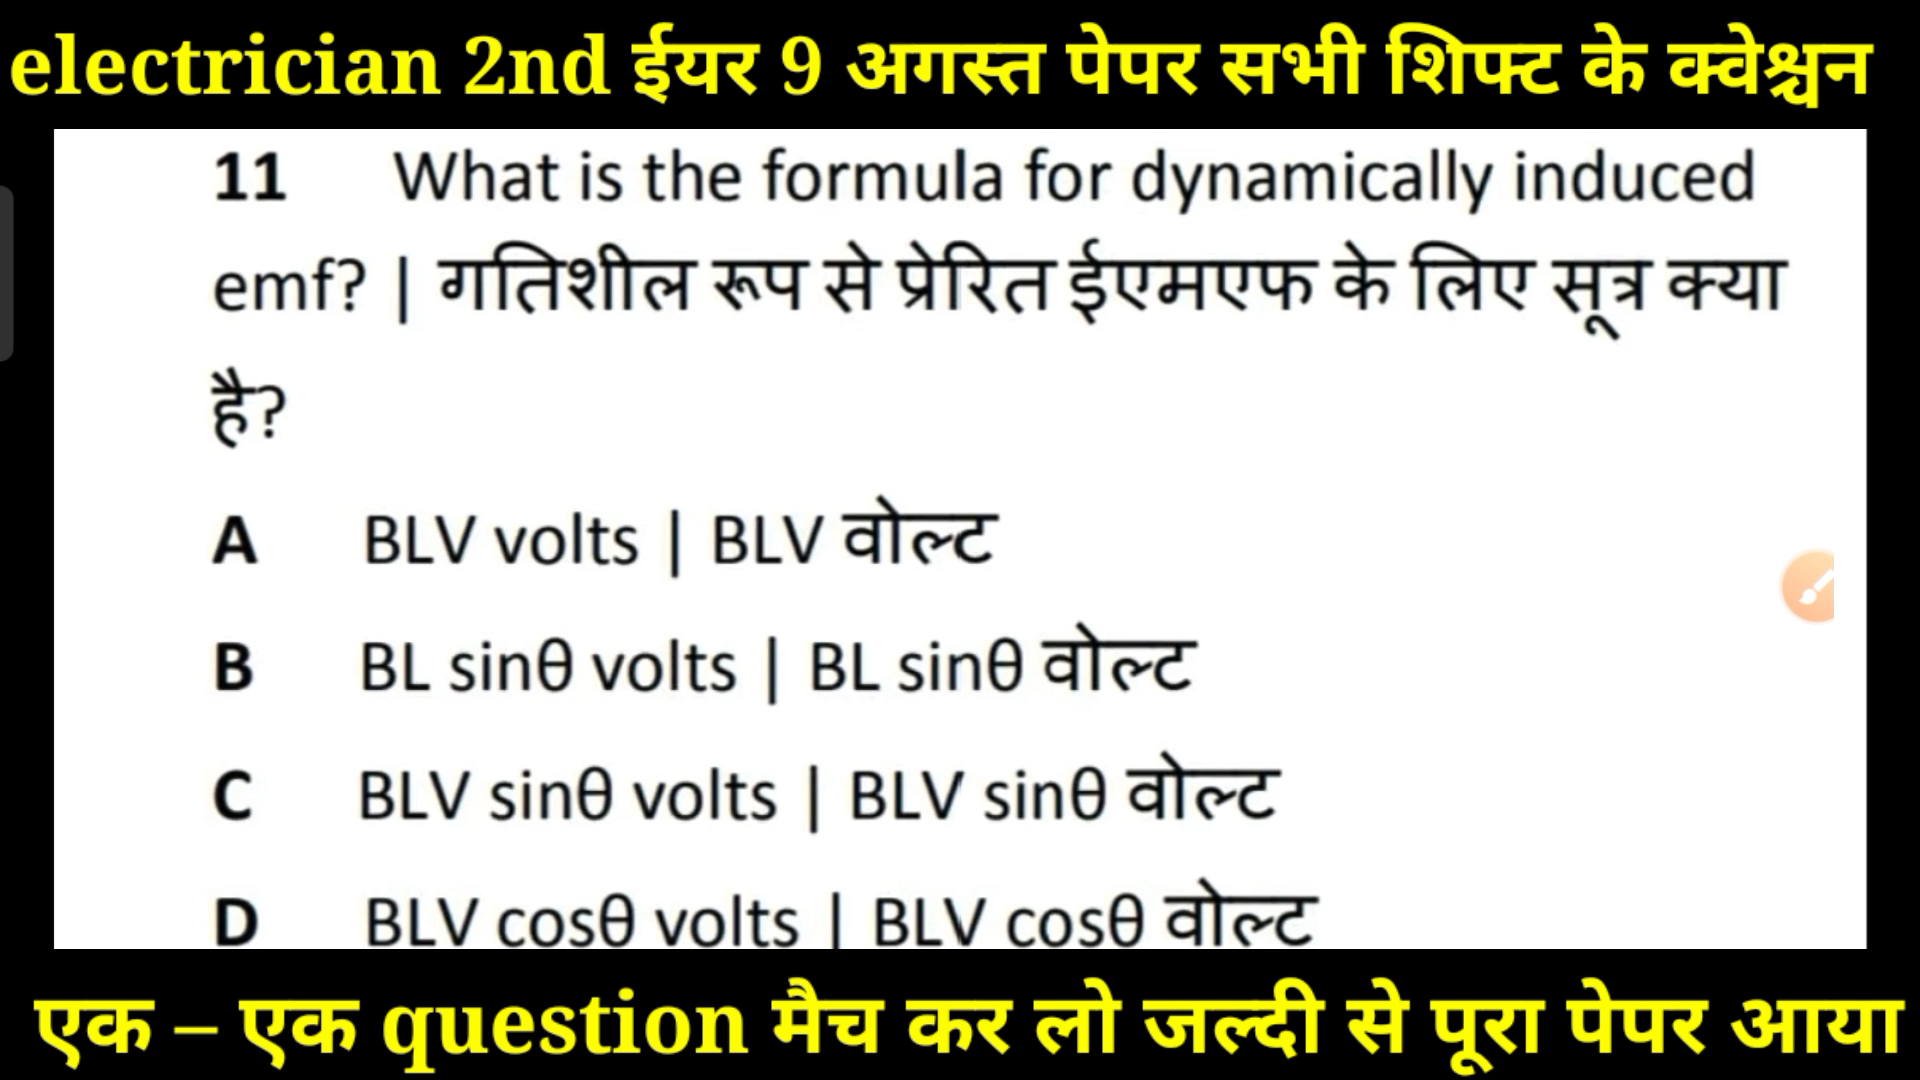 electrician 2nd ईयर 9 अगस्त पेपर सभी शिफ्ट के क्वेश्चन
11 What is the formula for dynamically induced
emf? | गतिशील रूप से प्रेरित ईएमएफ के लिए सूत्र क्या
है?
A BLV volts | BLV वोल्ट
B BL sinθ volts | BL sinθ वोल्ट
C BLV sinθ volts | BLV sinθ वोल्ट
D BLV cosθ volts | BLV cosθ वोल्ट
एक – एक question मैच कर लो जल्दी से पूरा पेपर आया